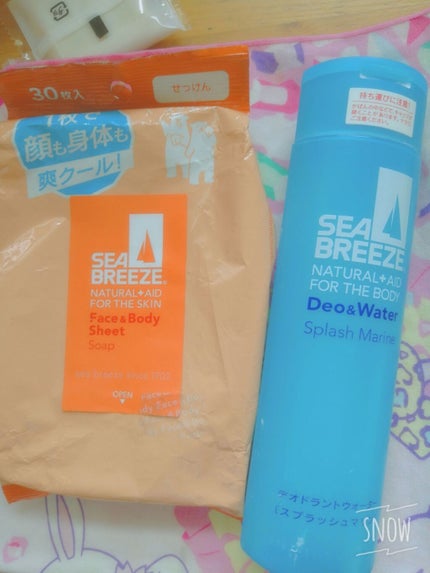 30枚入
せっけん
1枚で
顔も身体も
爽クール!
SEA
BREEZE
NATURAL+AID
FOR THE SKIN
Face&Body
Sheet
Soap
OPEN
持ち運びに注意!
SEA
BREEZE
NATURAL+AID
FOR THE BODY
Deo&Water
Splash Marine
デオドラントウォーター
(スプラッシュマ
SNOW